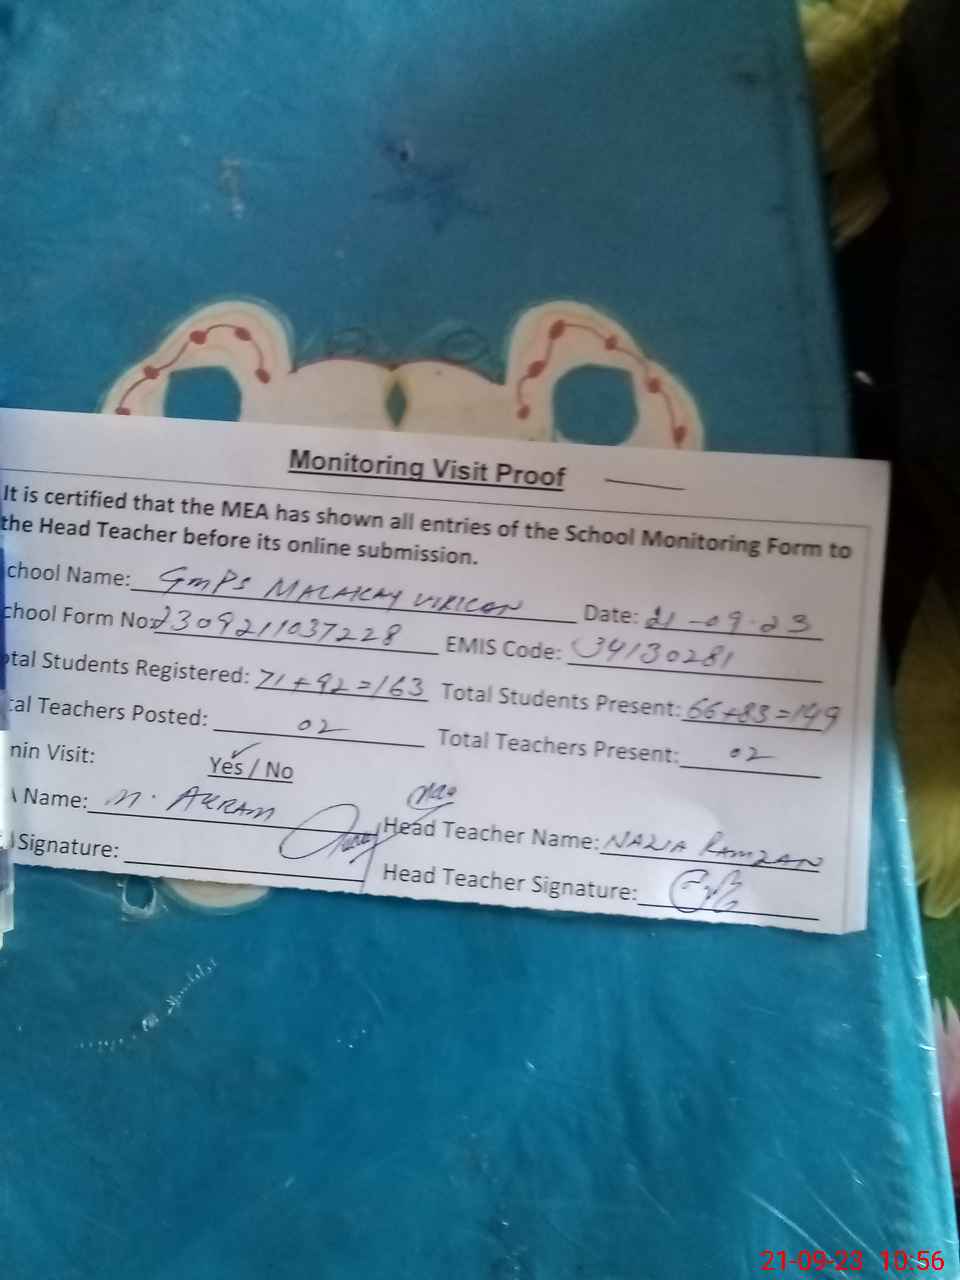 Monitoring Visit Proof
It is certified that the MEA has shown all entries of the School Monitoring Form to
the Head Teacher before its online submission.
chool Name: GMPS Date: 21-09-23
chool Form No: 2309211037228 EMIS Code: 34130281
otal Students Registered: 71+92=163 Total Students Present: 66+83=149
tal Teachers Posted: 02 Total Teachers Present: 02
nin Visit: Yes / No
A Name: M. AKRAM Head Teacher Name: NAZIA RAMZAN
Signature: Head Teacher Signature:
21-09-23 10:56